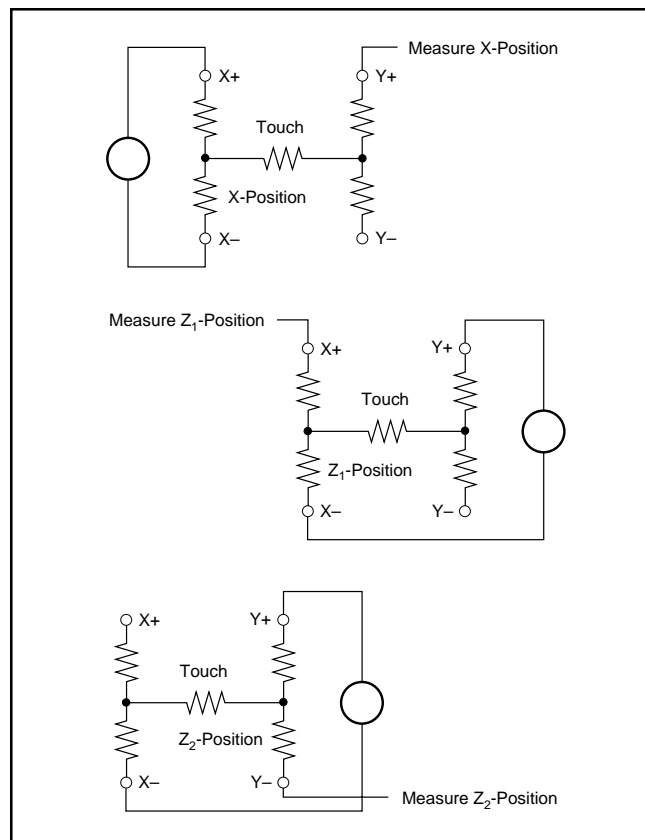 Measure X-Position
X+
Y+
Touch
X-Position
X–
Y–
Measure Z₁-Position
X+
Y+
Touch
Z₁-Position
X–
Y–
X+
Y+
Touch
Z₂-Position
X–
Y–
Measure Z₂-Position